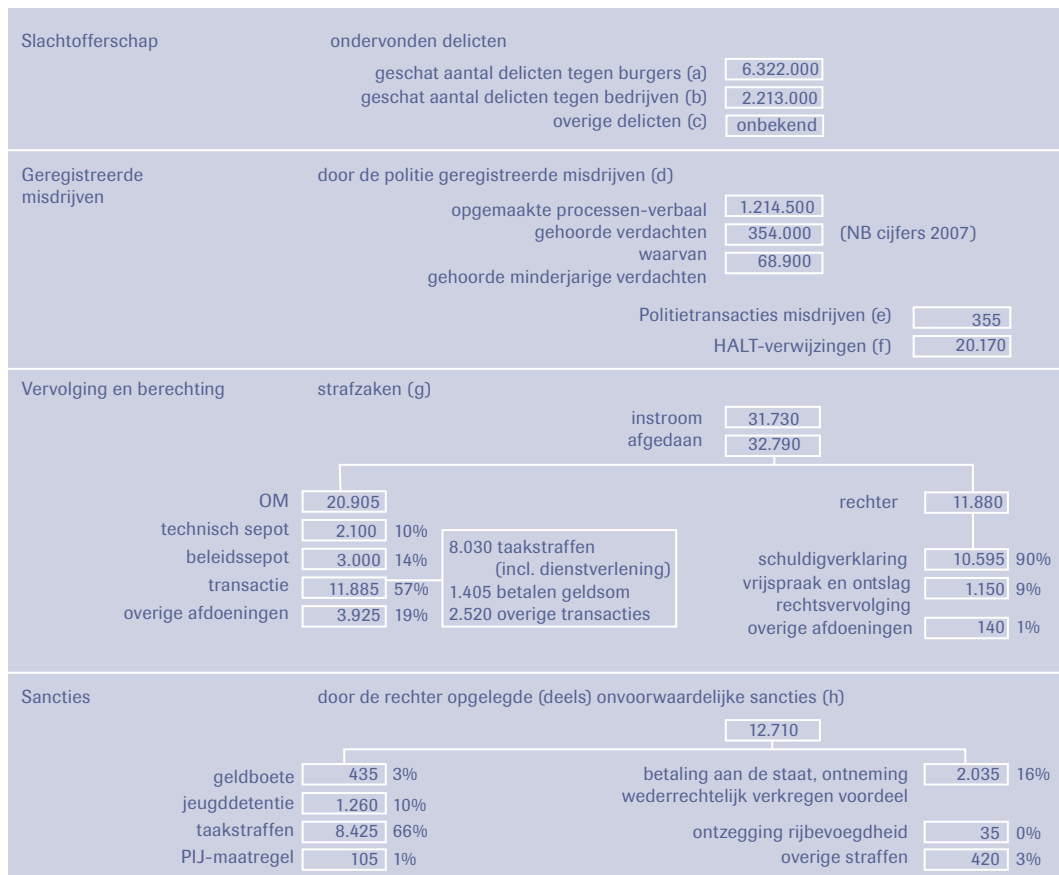 Slachtofferschap
ondervonden delicten
geschat aantal delicten tegen burgers (a) 6.322.000
geschat aantal delicten tegen bedrijven (b) 2.213.000
overige delicten (c) onbekend
Geregistreerde
misdrijven
door de politie geregistreerde misdrijven (d)
opgemaakte processen-verbaal 1.214.500
gehoorde verdachten 354.000 (NB cijfers 2007)
waarvan
gehoorde minderjarige verdachten 68.900
Politietransacties misdrijven (e) 355
HALT-verwijzingen (f) 20.170
Vervolging en berechting
strafzaken (g)
instroom 31.730
afgedaan 32.790
OM 20.905
technisch sepot 2.100 10%
beleidssepot 3.000 14%
transactie 11.885 57%
overige afdoeningen 3.925 19%
8.030 taakstraffen
(incl. dienstverlening)
1.405 betalen geldsom
2.520 overige transacties
rechter 11.880
schuldigverklaring 10.595 90%
vrijspraak en ontslag
rechtsvervolging 1.150 9%
overige afdoeningen 140 1%
Sancties
door de rechter opgelegde (deels) onvoorwaardelijke sancties (h)
12.710
geldboete 435 3%
jeugddetentie 1.260 10%
taakstraffen 8.425 66%
PIJ-maatregel 105 1%
betaling aan de staat, ontneming 2.035 16%
wederrechtelijk verkregen voordeel
ontzegging rijbevoegdheid 35 0%
overige straffen 420 3%